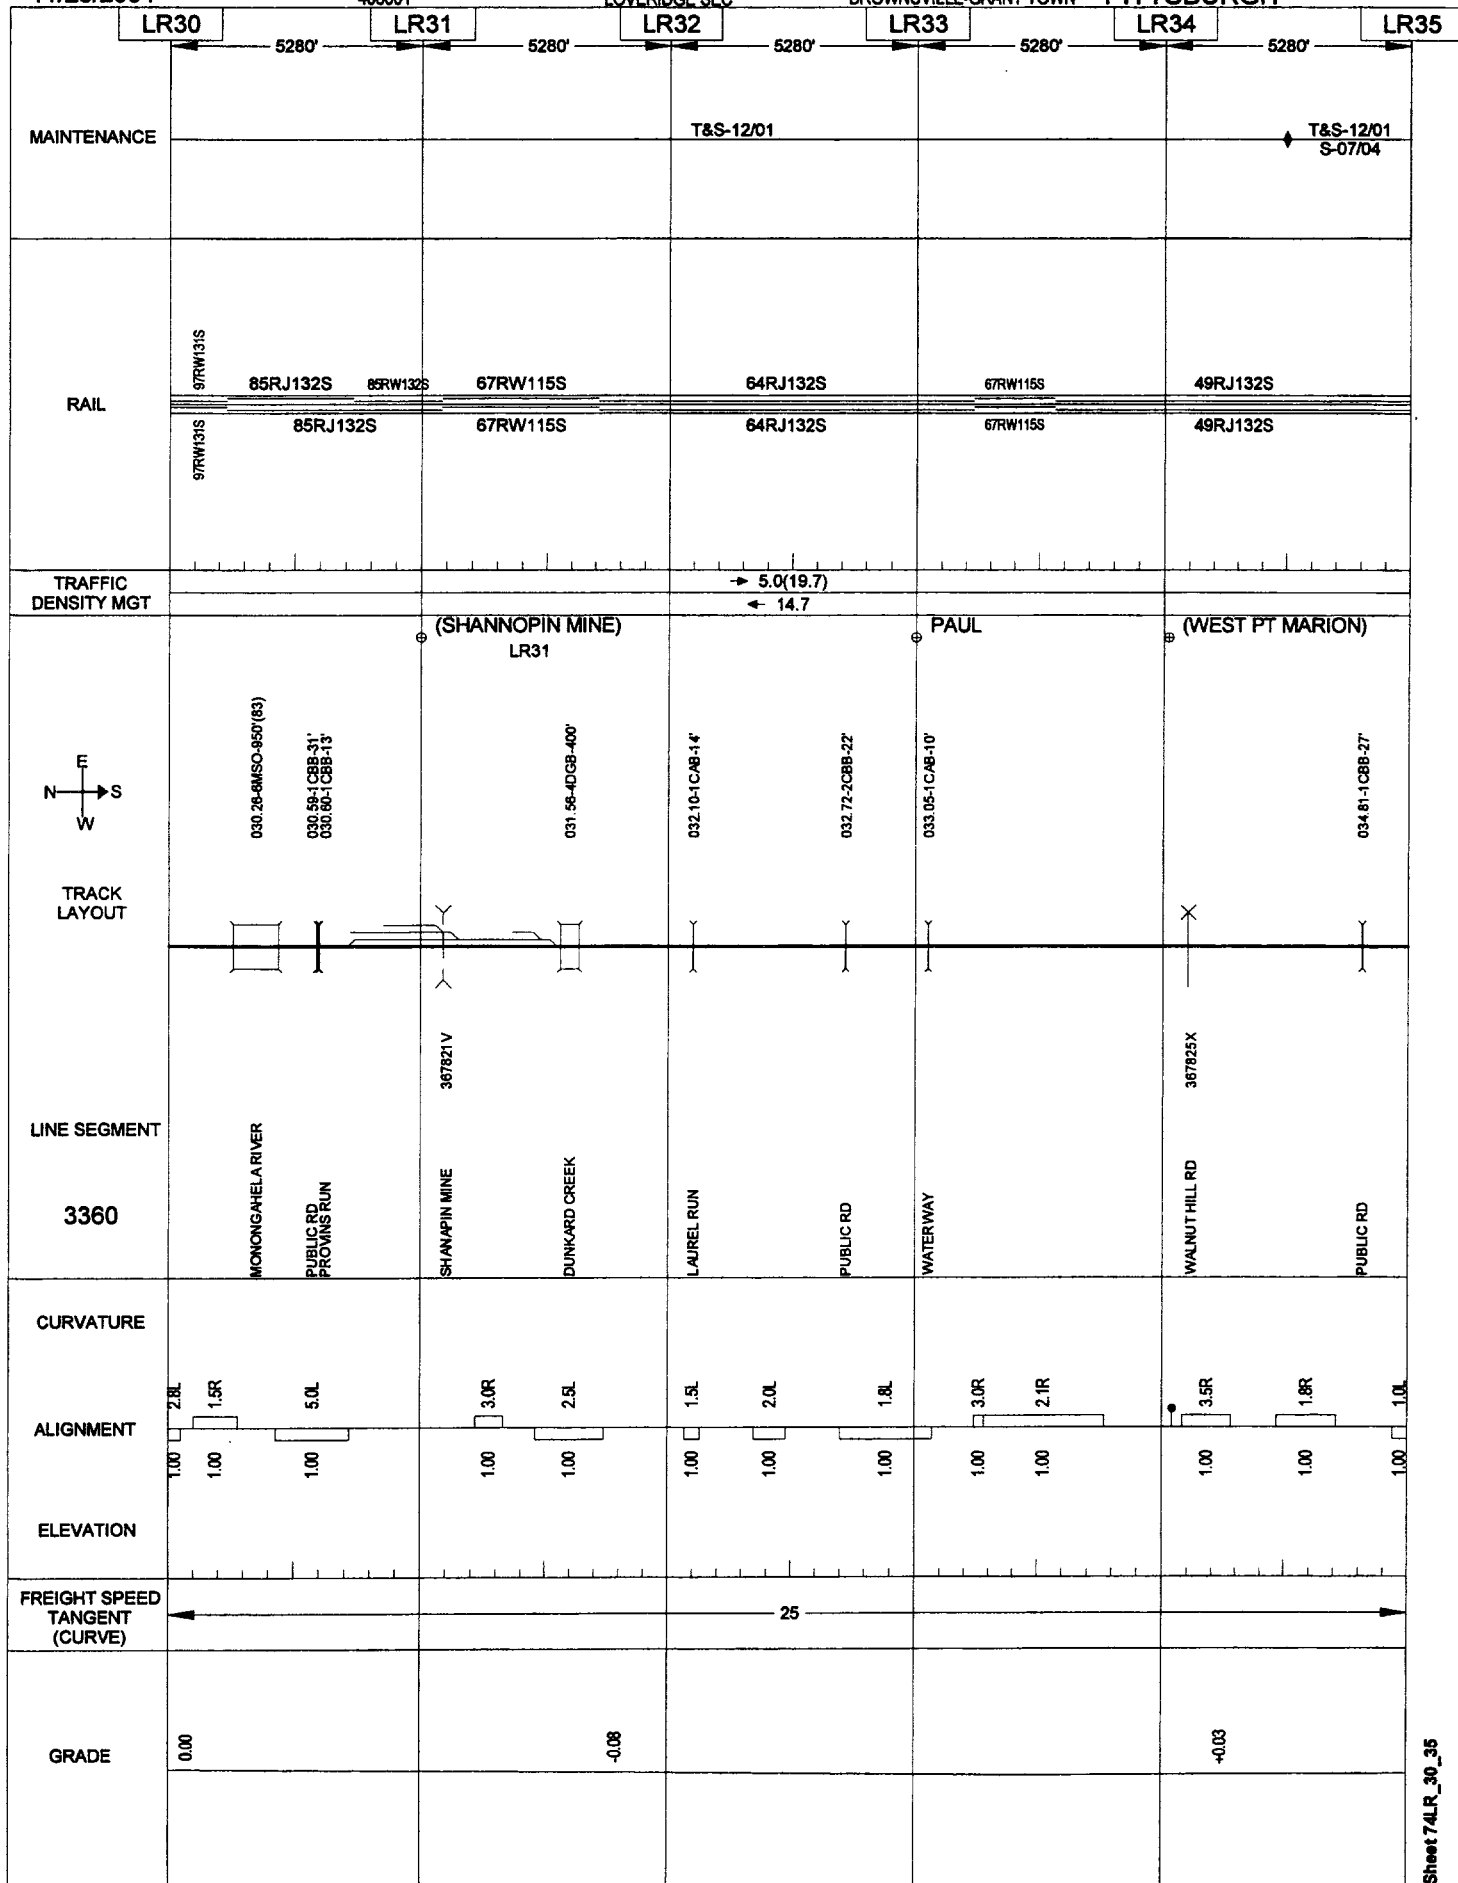 LOVERIDGE SEC BROWNSVILLE-GRANT TOWN PITTSBURGH
LR30 LR31 LR32 LR33 LR34 LR35
5280' 5280' 5280' 5280' 5280'
MAINTENANCE
T&S-12/01
T&S-12/01
S-07/04
RAIL
97RW131S
85RJ132S 85RW132S 67RW115S 64RJ132S 67RW115S 49RJ132S
97RW131S
85RJ132S 67RW115S 64RJ132S 67RW115S 49RJ132S
TRAFFIC
DENSITY MGT
→ 5.0(19.7)
← 14.7
(SHANNOPIN MINE)
LR31
PAUL
(WEST PT MARION)
E
N S
W
030.26-6MSO-950'(83)
030.59-1CBB-31'
030.60-1CBB-13'
031.56-4DGB-400'
032.10-1CAB-14'
032.72-2CBB-22'
033.05-1CAB-10'
034.81-1CBB-27'
TRACK
LAYOUT
367821V
367825X
LINE SEGMENT
3360
MONONGAHELA RIVER
PUBLIC RD
PROVINS RUN
SHANAPIN MINE
DUNKARD CREEK
LAUREL RUN
PUBLIC RD
WATERWAY
WALNUT HILL RD
PUBLIC RD
CURVATURE
2.8L 1.5R 5.0L 3.0R 2.5L 1.5L 2.0L 1.8L 3.0R 2.1R 3.5R 1.8R 1.0L
ALIGNMENT
1.00 1.00 1.00 1.00 1.00 1.00 1.00 1.00 1.00 1.00 1.00 1.00 1.00
ELEVATION
FREIGHT SPEED
TANGENT
(CURVE)
25
GRADE
0.00 -0.08 +0.03
Sheet 74LR_30_35